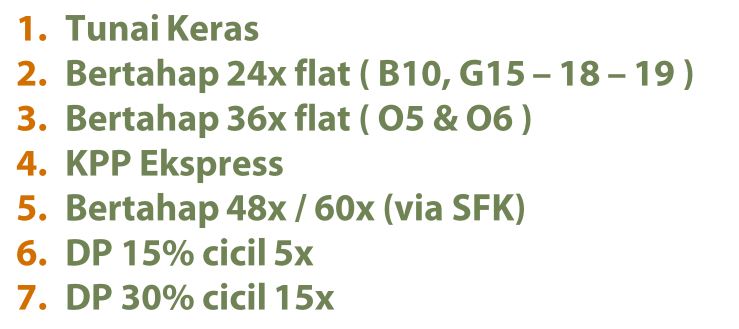 1. Tunai Keras
2. Bertahap 24x flat ( B10, G15 – 18 – 19 )
3. Bertahap 36x flat ( O5 & O6 )
4. KPP Ekspress
5. Bertahap 48x / 60x (via SFK)
6. DP 15% cicil 5x
7. DP 30% cicil 15x